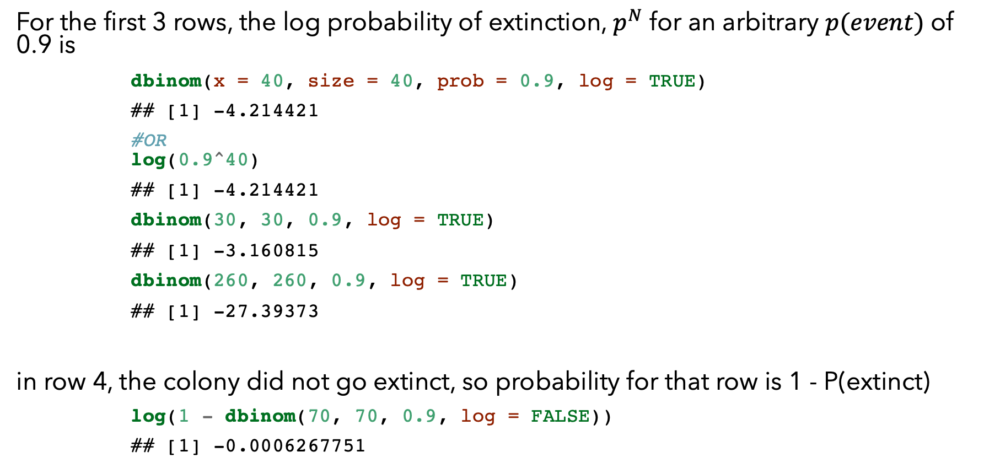 For the first 3 rows, the log probability of extinction, p^N for an arbitrary p(event) of
0.9 is
dbinom(x = 40, size = 40, prob = 0.9, log = TRUE)
## [1] -4.214421
#OR
log(0.9^40)
## [1] -4.214421
dbinom(30, 30, 0.9, log = TRUE)
## [1] -3.160815
dbinom(260, 260, 0.9, log = TRUE)
## [1] -27.39373
in row 4, the colony did not go extinct, so probability for that row is 1 - P(extinct)
log(1 - dbinom(70, 70, 0.9, log = FALSE))
## [1] -0.0006267751